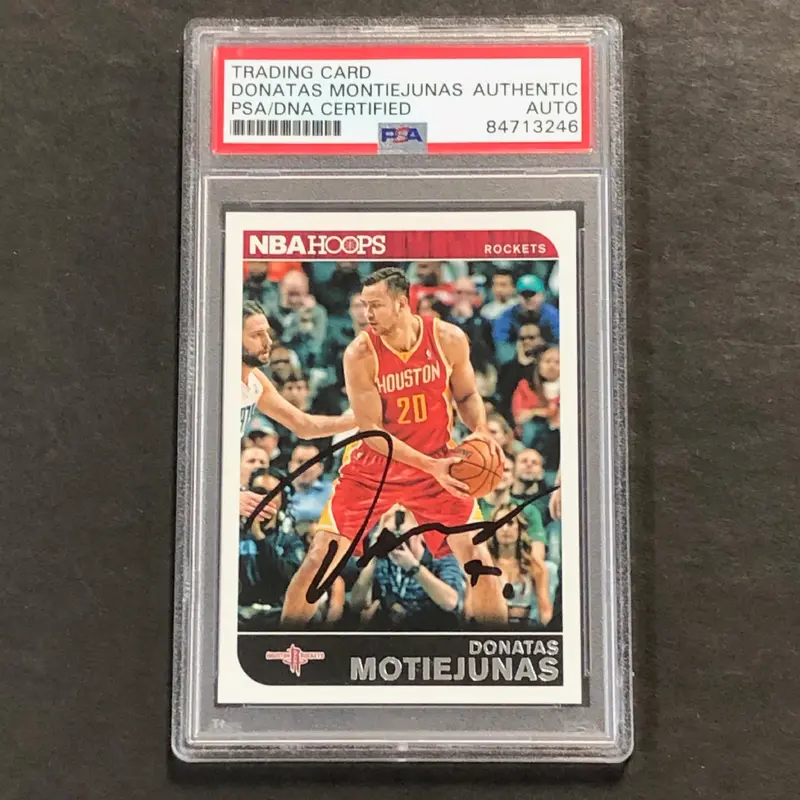 TRADING CARD
DONATAS MONTIEJUNAS AUTHENTIC
PSA/DNA CERTIFIED AUTO
PSA 84713246
NBA HOOPS ROCKETS
HOUSTON
20
DONATAS
MOTIEJUNAS